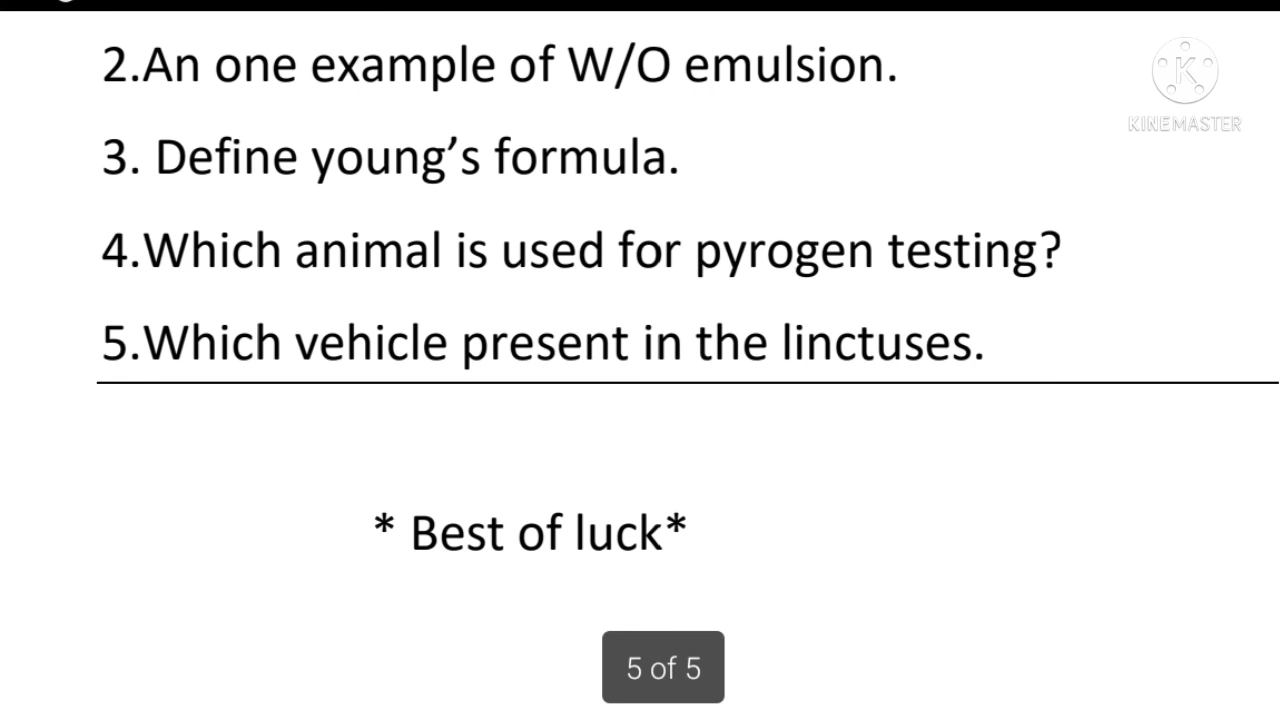 2.An one example of W/O emulsion.
K
KINEMASTER
3. Define young’s formula.
4.Which animal is used for pyrogen testing?
5.Which vehicle present in the linctuses.
* Best of luck*
5 of 5